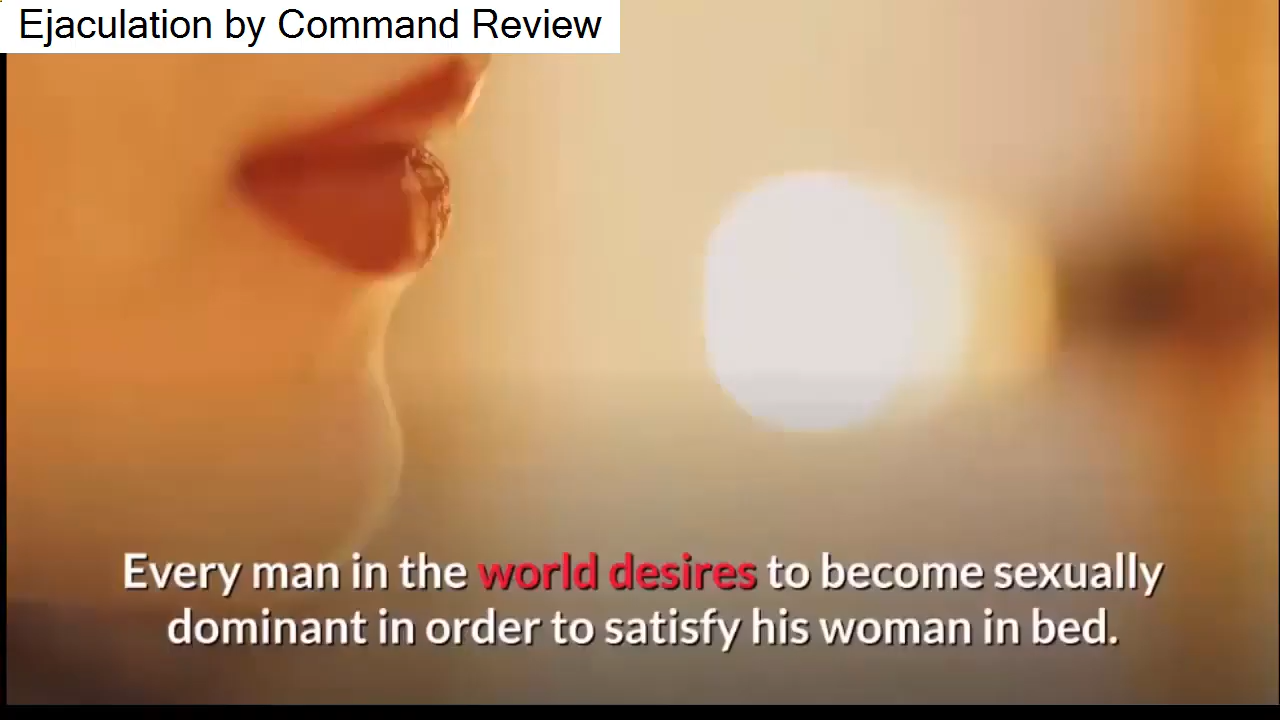 Ejaculation by Command Review
Every man in the world desires to become sexually
dominant in order to satisfy his woman in bed.